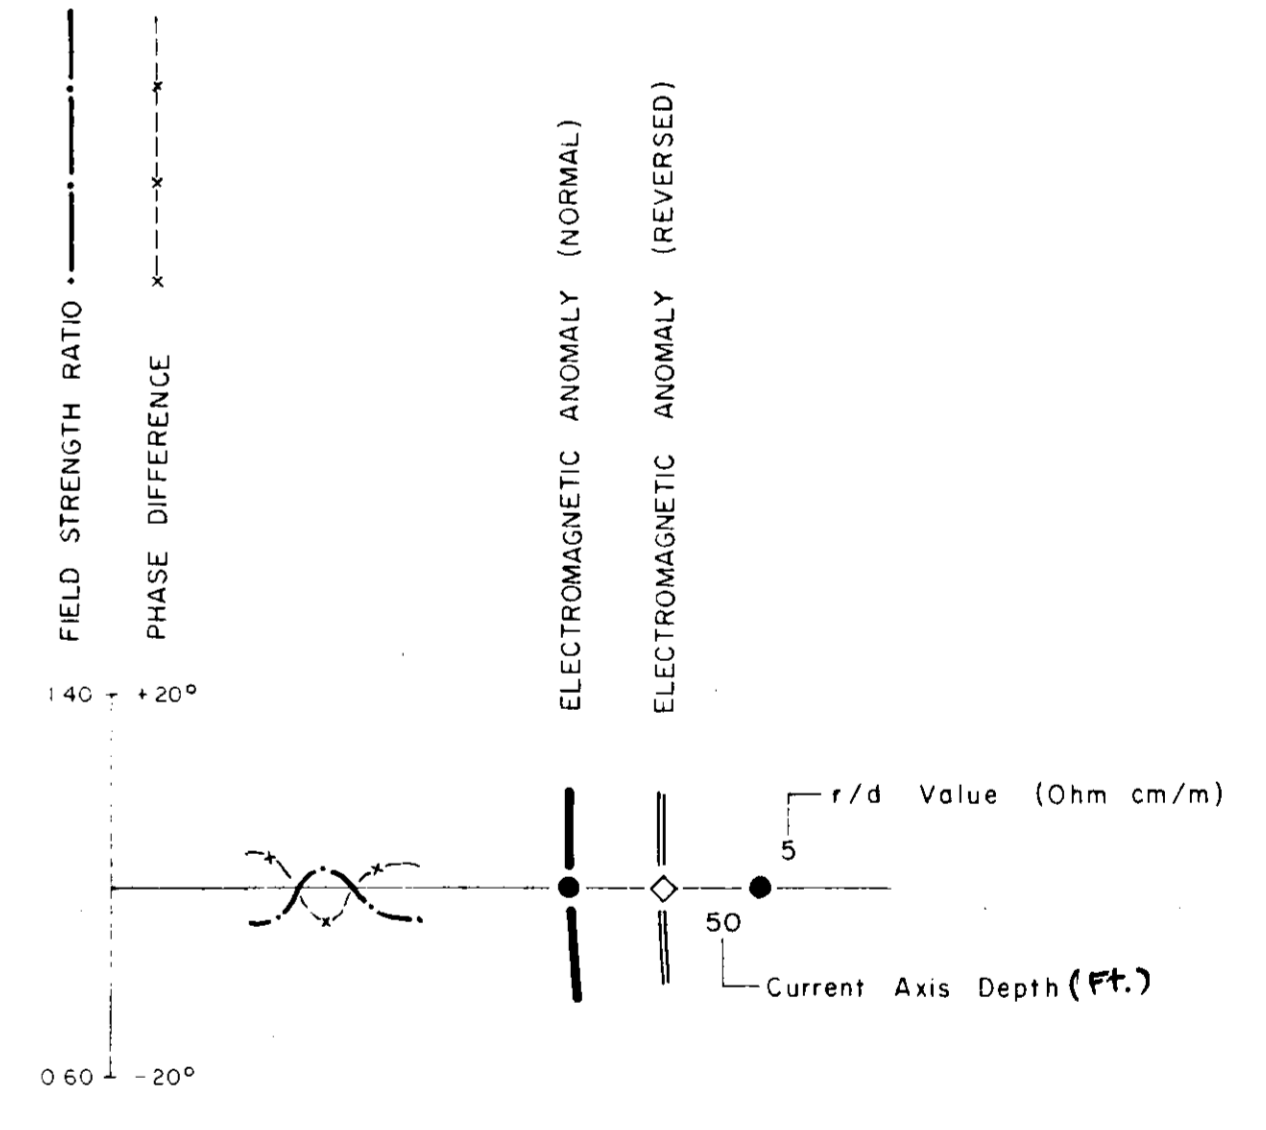 FIELD STRENGTH RATIO
PHASE DIFFERENCE
ELECTROMAGNETIC ANOMALY (NORMAL)
ELECTROMAGNETIC ANOMALY (REVERSED)
1 40 +20°
r/d Value (Ohm cm/m)
5
50
Current Axis Depth (Ft.)
0 60 -20°